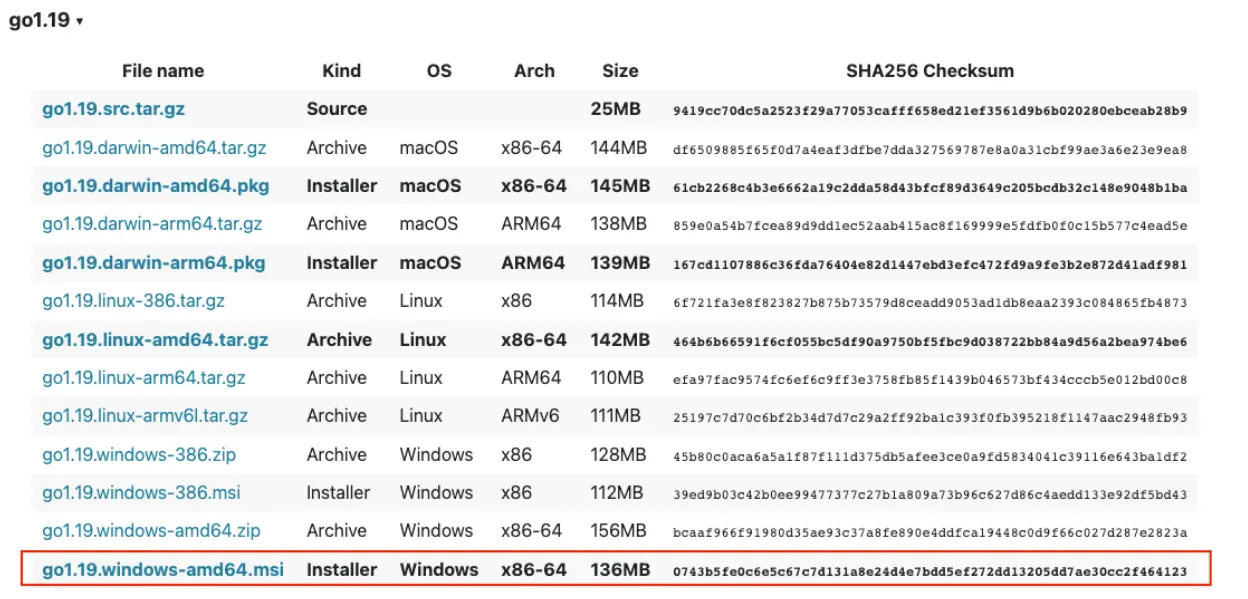 go1.19 ▾
File name Kind OS Arch Size SHA256 Checksum
go1.19.src.tar.gz Source 25MB 9419cc70dc5a2523f29a77053cafff658ed21ef3561d9b6b020280ebceab28b9
go1.19.darwin-amd64.tar.gz Archive macOS x86-64 144MB df6509885f65f0d7a4eaf3dfbe7dda327569787e8a0a31cbf99ae3a6e23e9ea8
go1.19.darwin-amd64.pkg Installer macOS x86-64 145MB 61cb2268c4b3e6662a19c2dda58d43bfcf89d3649c205bcdb32c148e9048b1ba
go1.19.darwin-arm64.tar.gz Archive macOS ARM64 138MB 859e0a54b7fcea89d9dd1ec52aab415ac8f169999e5fdfb0f0c15b577c4ead5e
go1.19.darwin-arm64.pkg Installer macOS ARM64 139MB 167cd1107886c36fda76404e82d1447ebd3efc472fd9a9fe3b2e872d41adf981
go1.19.linux-386.tar.gz Archive Linux x86 114MB 6f721fa3e8f823827b875b73579d8ceadd9053ad1db8eaa2393c084865fb4873
go1.19.linux-amd64.tar.gz Archive Linux x86-64 142MB 464b6b66591f6cf055bc5df90a9750bf5fbc9d038722bb84a9d56a2bea974be6
go1.19.linux-arm64.tar.gz Archive Linux ARM64 110MB efa97fac9574fc6ef6c9ff3e3758fb85f1439b046573bf434cccb5e012bd00c8
go1.19.linux-armv6l.tar.gz Archive Linux ARMv6 111MB 25197c7d70c6bf2b34d7d7c29a2ff92ba1c393f0fb395218f1147aac2948fb93
go1.19.windows-386.zip Archive Windows x86 128MB 45b80c0aca6a5a1f87f111d375db5afee3ce0a9fd5834041c39116e643ba1df2
go1.19.windows-386.msi Installer Windows x86 112MB 39ed9b03c42b0ee99477377c27b1a809a73b96c627d86c4aedd133e92df5bd43
go1.19.windows-amd64.zip Archive Windows x86-64 156MB bcaaf966f91980d35ae93c37a8fe890e4ddfca19448c0d9f66c027d287e2823a
go1.19.windows-amd64.msi Installer Windows x86-64 136MB 0743b5fe0c6e5c67c7d131a8e24d4e7bdd5ef272dd13205dd7ae30cc2f464123